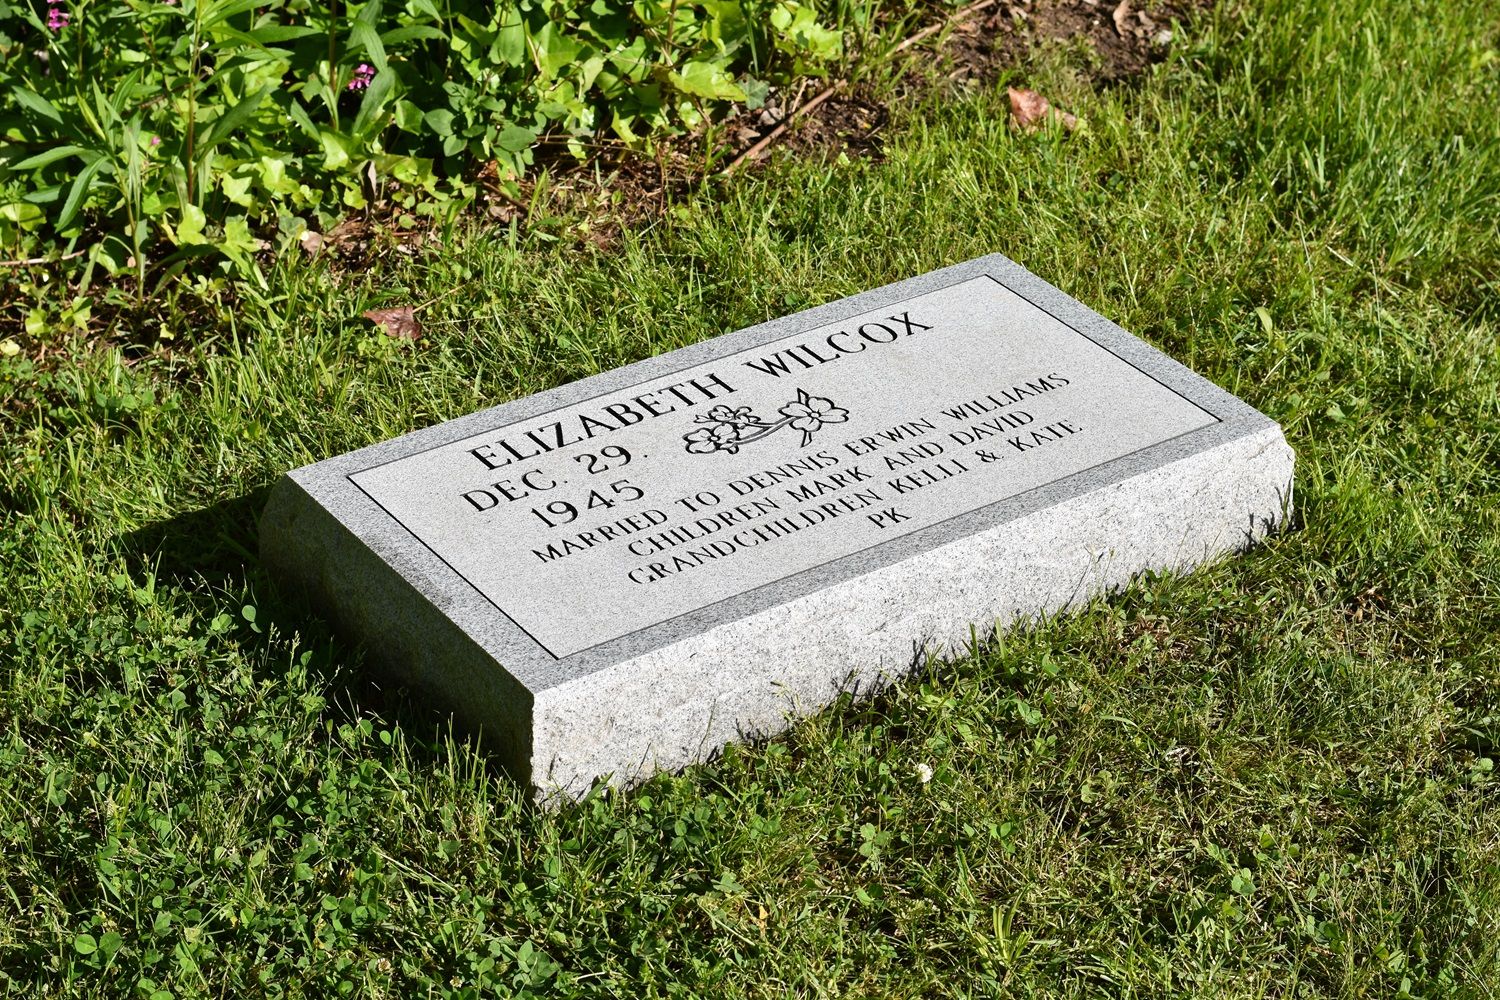 ELIZABETH WILCOX
DEC. 29.
1945
MARRIED TO DENNIS ERWIN WILLIAMS
CHILDREN MARK AND DAVID
GRANDCHILDREN KELLI & KATE
PK